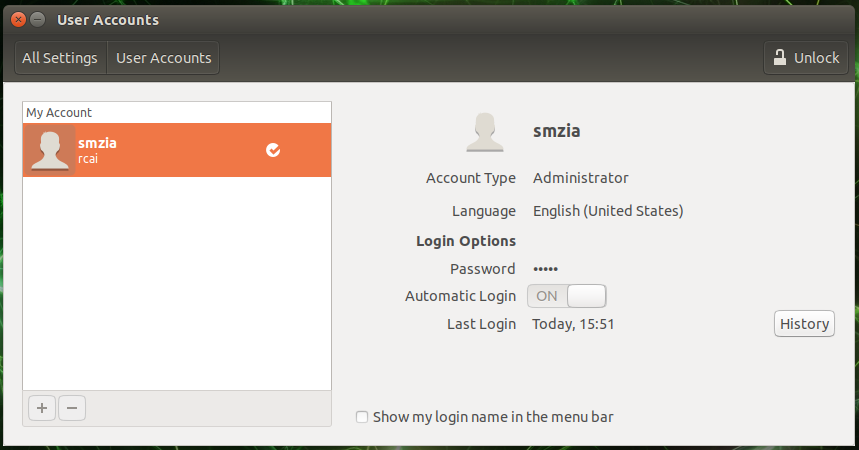 User Accounts
All Settings
User Accounts
Unlock
My Account
smzia
rcai
smzia
Account Type Administrator
Language English (United States)
Login Options
Password •••••
Automatic Login ON
Last Login Today, 15:51
History
+ −
Show my login name in the menu bar